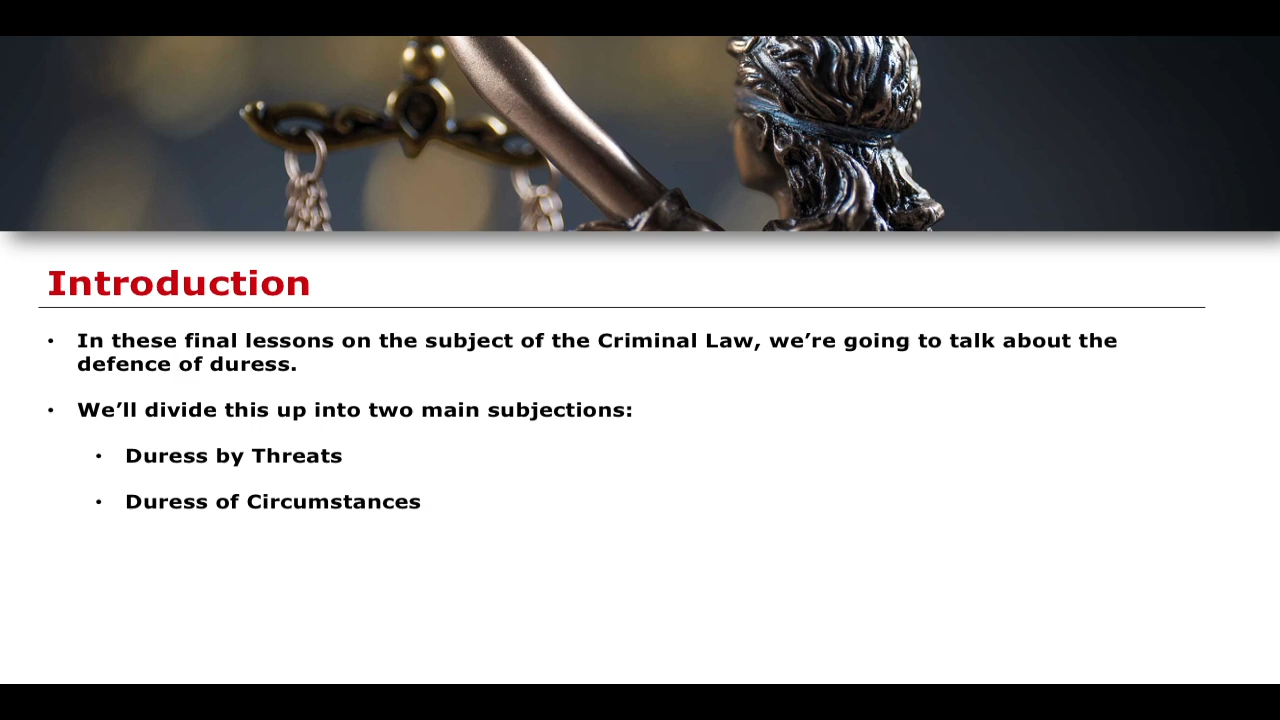 Introduction
• In these final lessons on the subject of the Criminal Law, we’re going to talk about the
defence of duress.
• We’ll divide this up into two main subjections:
• Duress by Threats
• Duress of Circumstances